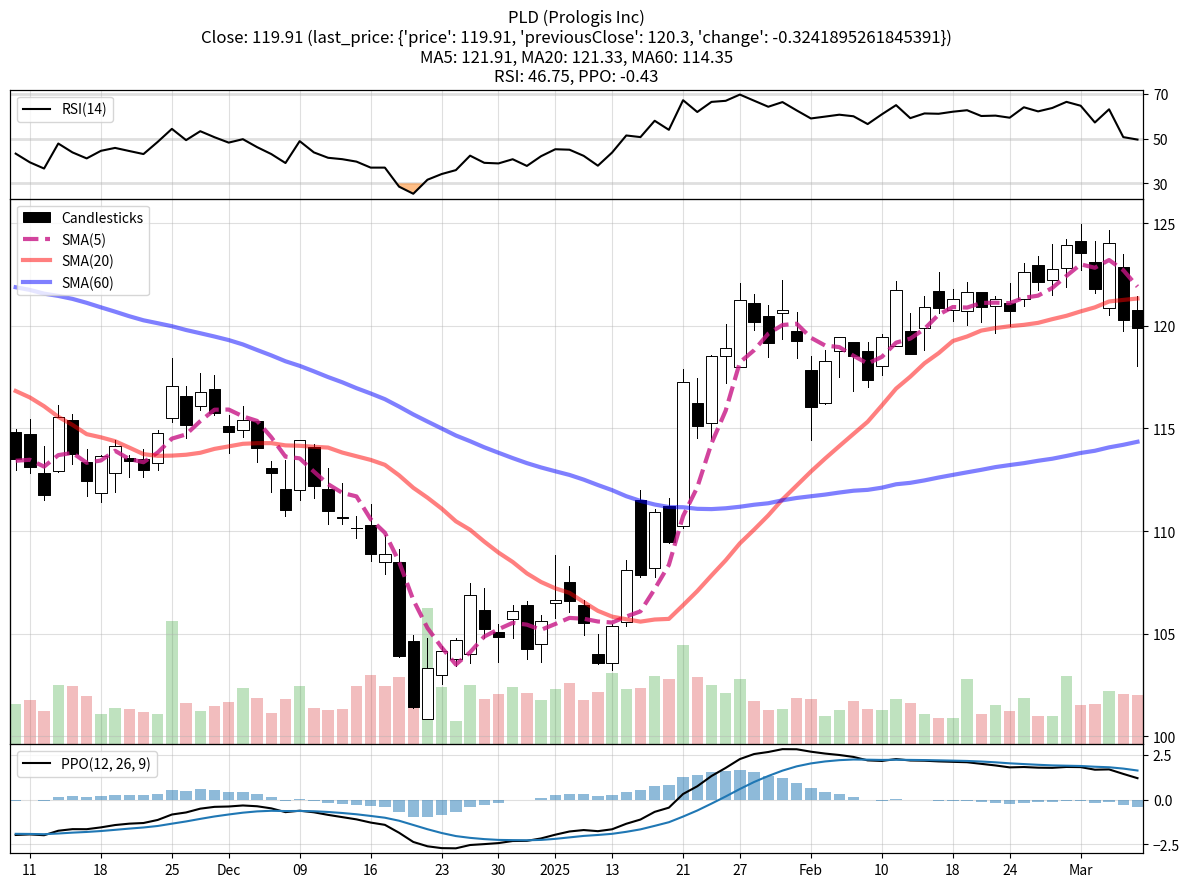 PLD (Prologis Inc)
Close: 119.91 (last_price: {'price': 119.91, 'previousClose': 120.3, 'change': -0.3241895261845391})
MA5: 121.91, MA20: 121.33, MA60: 114.35
RSI: 46.75, PPO: -0.43
RSI(14)
70
50
30
Candlesticks
SMA(5)
SMA(20)
SMA(60)
125
120
115
110
105
100
PPO(12, 26, 9)
2.5
0.0
−2.5
11 18 25 Dec 09 16 23 30 2025 13 21 27 Feb 10 18 24 Mar